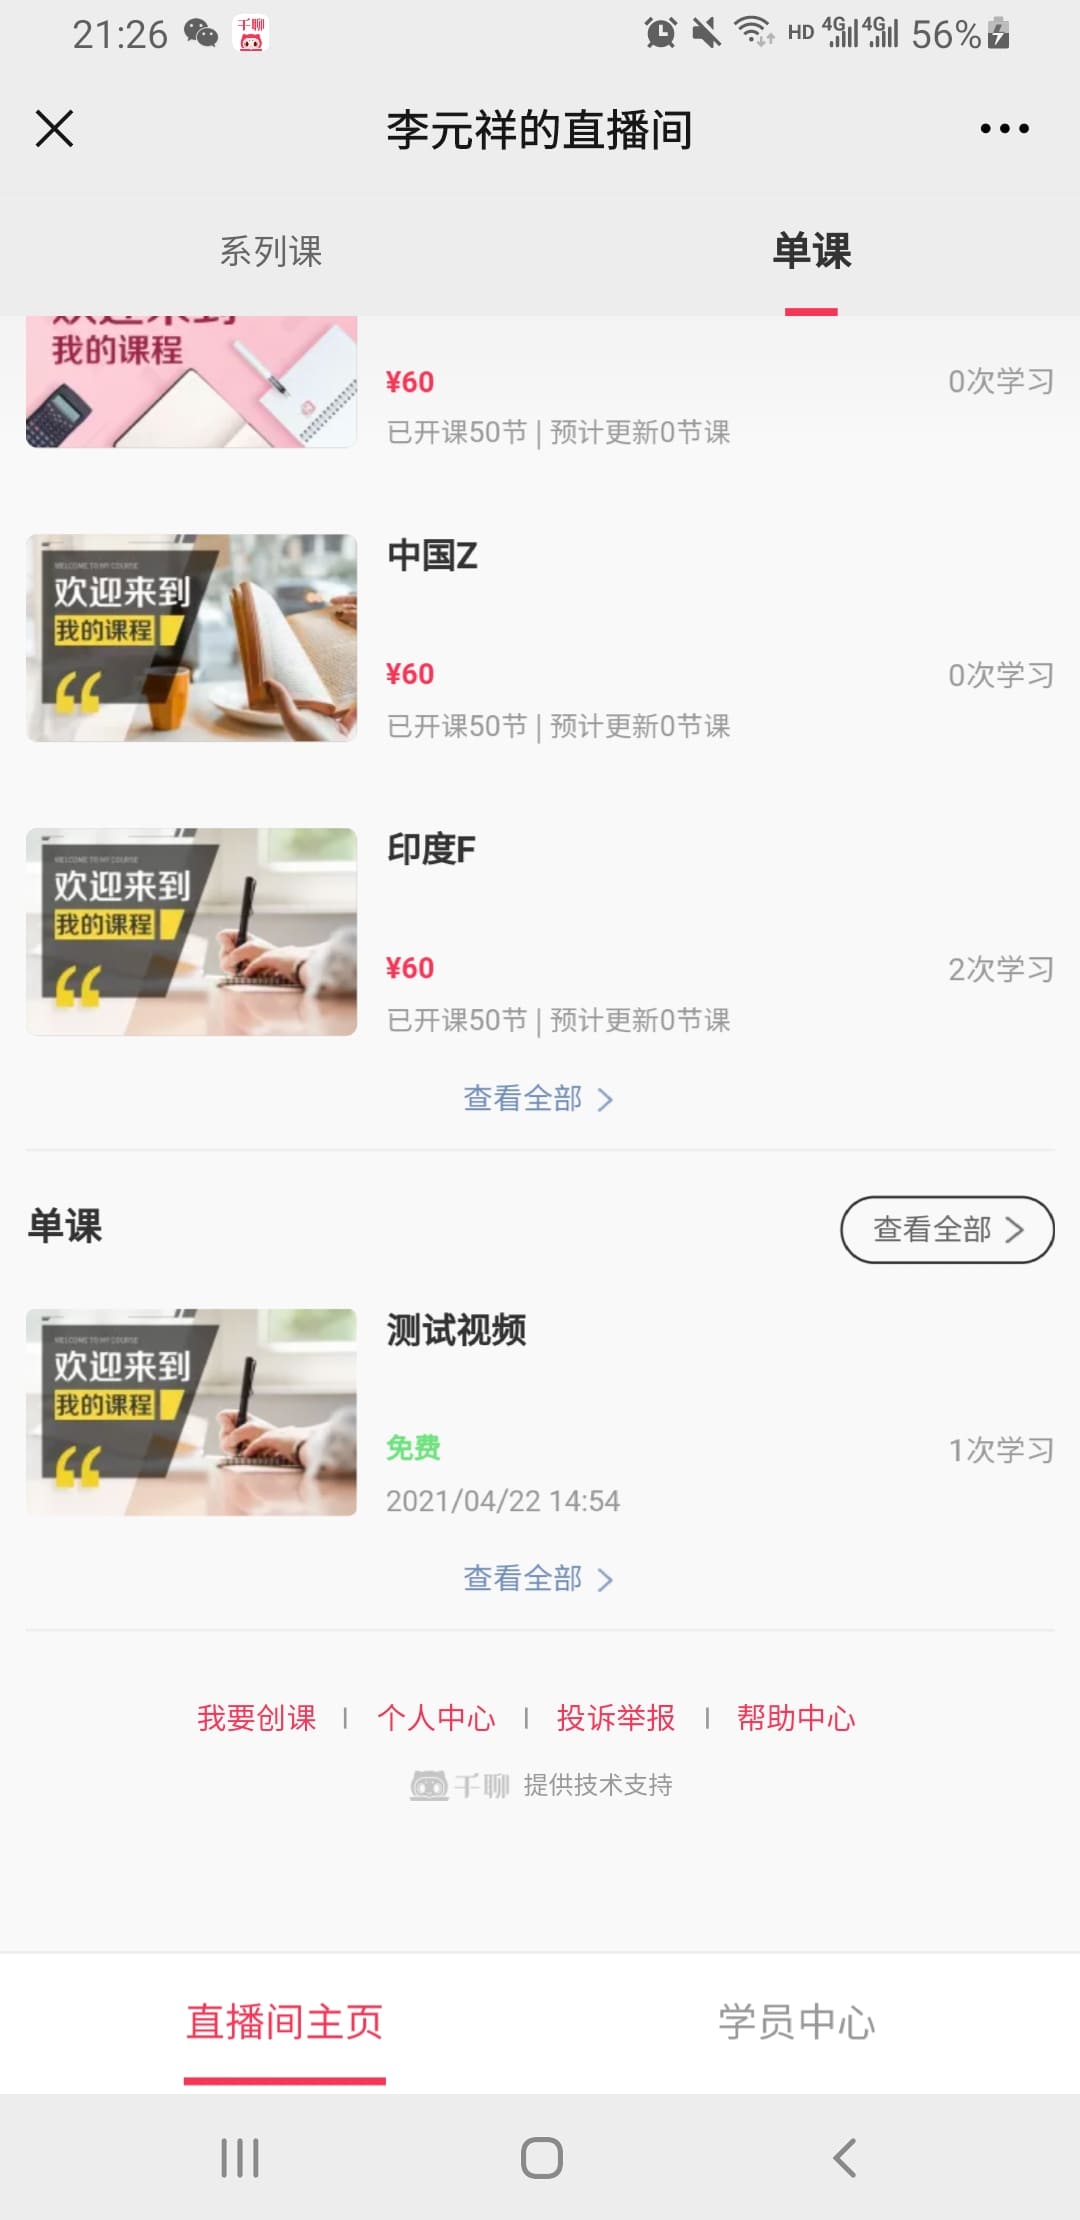 21:26
千聊
HD 4G 4G 56%
李元祥的直播间
系列课
单课
欢迎来到
我的课程
¥60
0次学习
已开课50节 | 预计更新0节课
WELCOME TO MY COURSE
欢迎来到
我的课程
中国Z
¥60
0次学习
已开课50节 | 预计更新0节课
WELCOME TO MY COURSE
欢迎来到
我的课程
印度F
¥60
2次学习
已开课50节 | 预计更新0节课
查看全部
单课
查看全部
WELCOME TO MY COURSE
欢迎来到
我的课程
测试视频
免费
1次学习
2021/04/22 14:54
查看全部
我要创课 | 个人中心 | 投诉举报 | 帮助中心
千聊 提供技术支持
直播间主页
学员中心